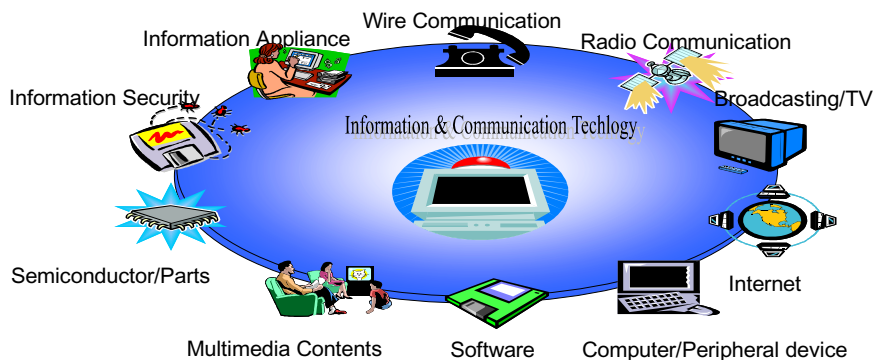 Wire Communication
Information Appliance
Radio Communication
Information Security
Broadcasting/TV
Information & Communication Techlogy
Semiconductor/Parts
Internet
Multimedia Contents
Software
Computer/Peripheral device